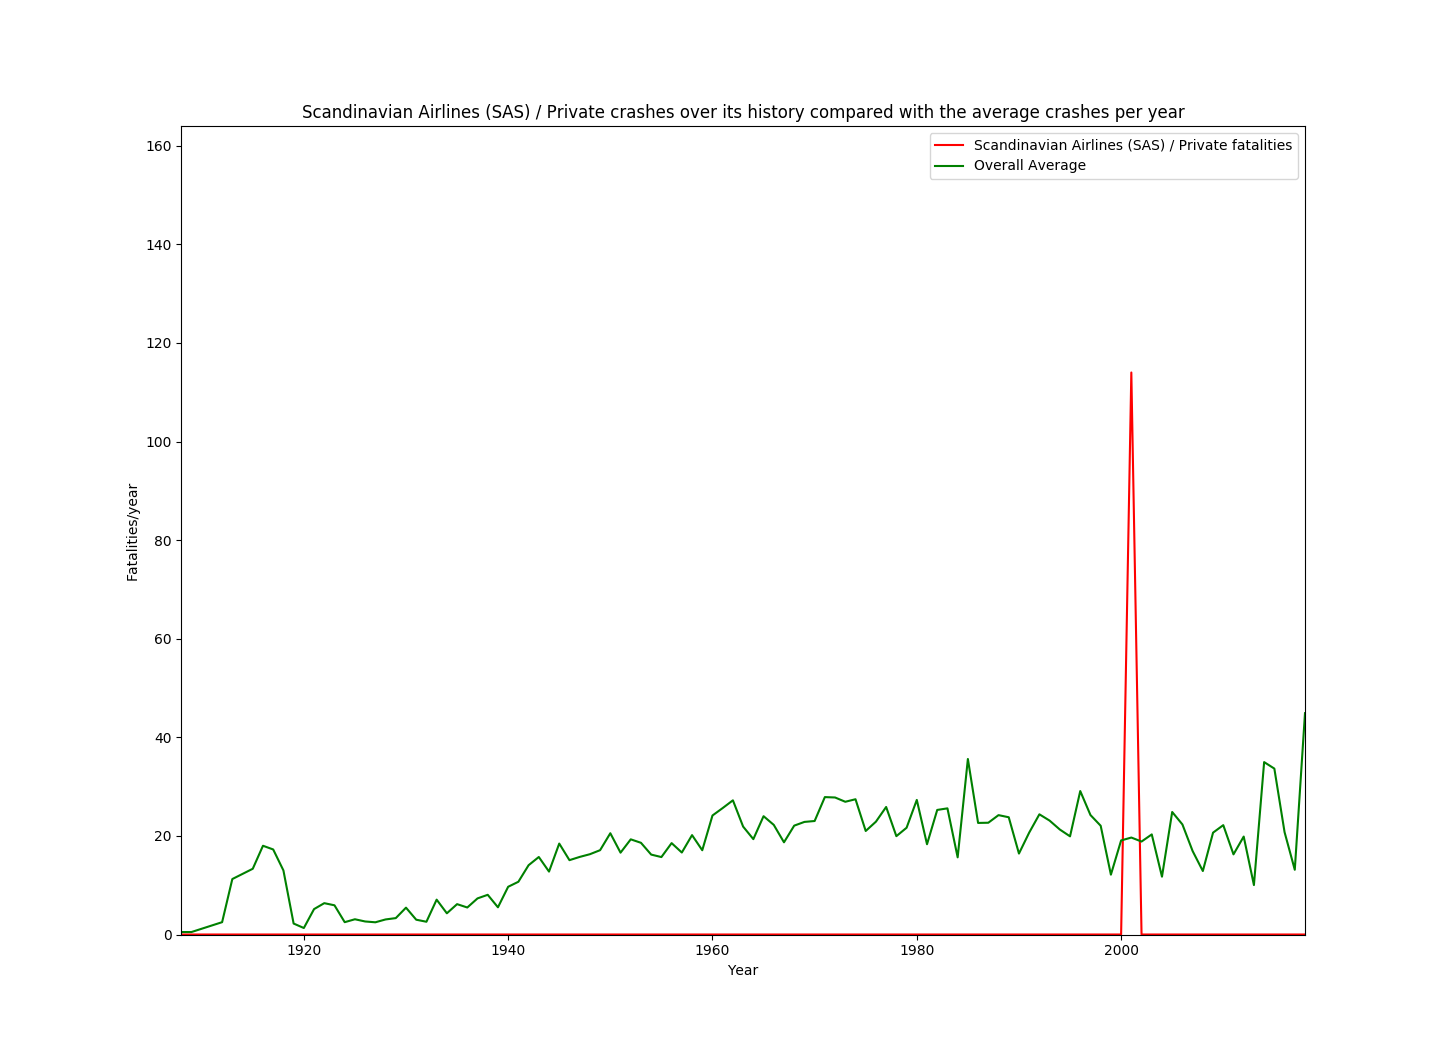 Scandinavian Airlines (SAS) / Private crashes over its history compared with the average crashes per year
Scandinavian Airlines (SAS) / Private fatalities
Overall Average
160
140
120
100
80
60
40
20
0
Fatalities/year
1920 1940 1960 1980 2000
Year